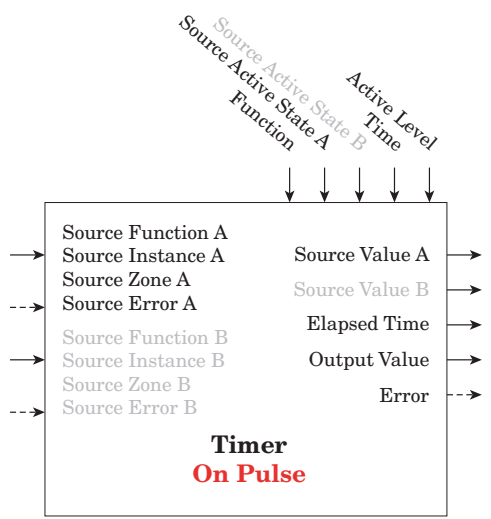 Source Active State B
Source Active State A
Function
Active Level
Time
Source Function A
Source Instance A
Source Zone A
Source Error A
Source Function B
Source Instance B
Source Zone B
Source Error B
Source Value A
Source Value B
Elapsed Time
Output Value
Error
Timer
On Pulse